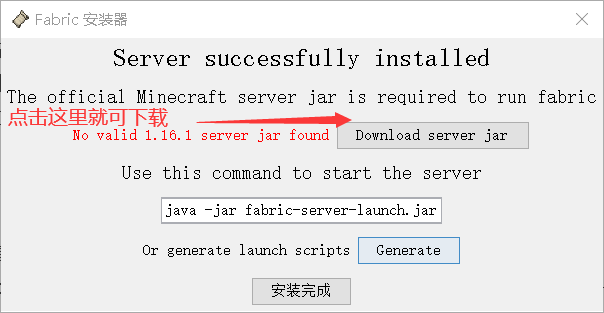 Fabric 安装器
Server successfully installed
The official Minecraft server jar is required to run fabric
点击这里就可下载
No valid 1.16.1 server jar found Download server jar
Use this command to start the server
java -jar fabric-server-launch.jar
Or generate launch scripts Generate
安装完成